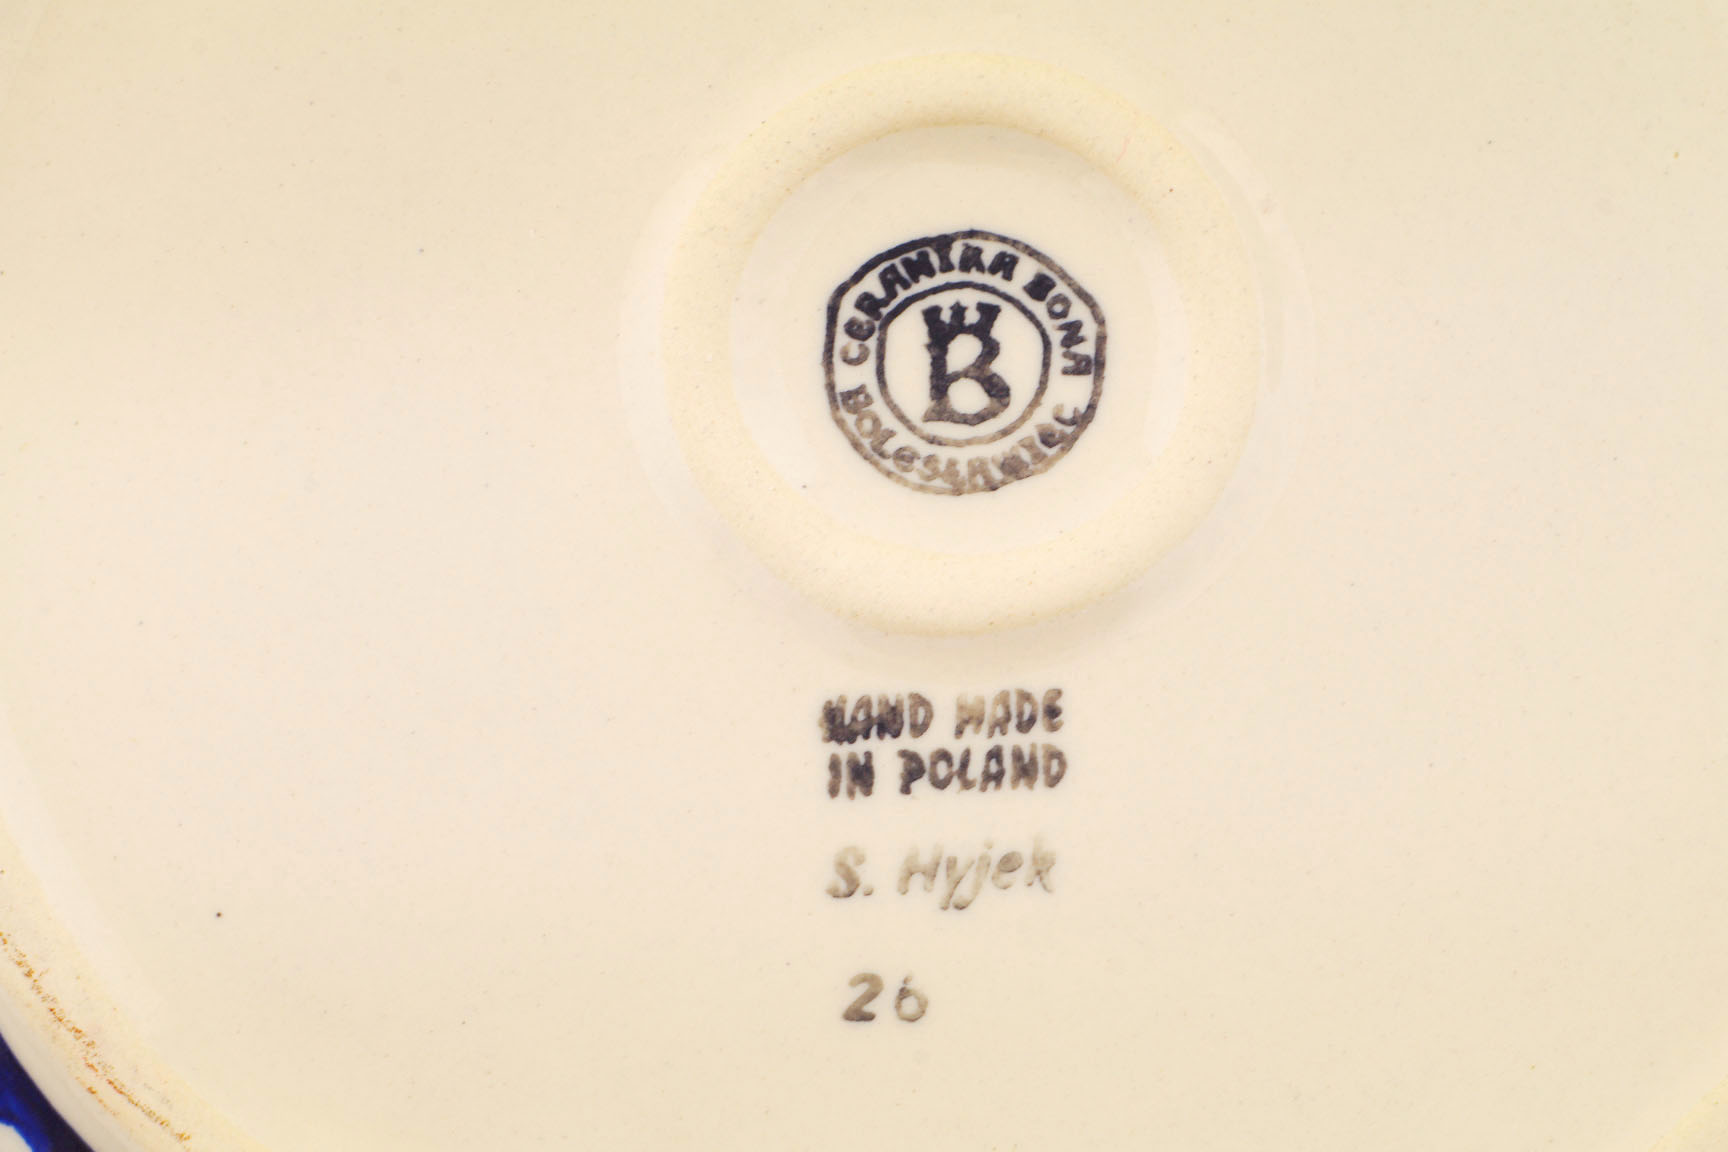 CERAMIKA BONA
B
BOLESŁAWIEC
HAND MADE
IN POLAND
S. Hyjek
26